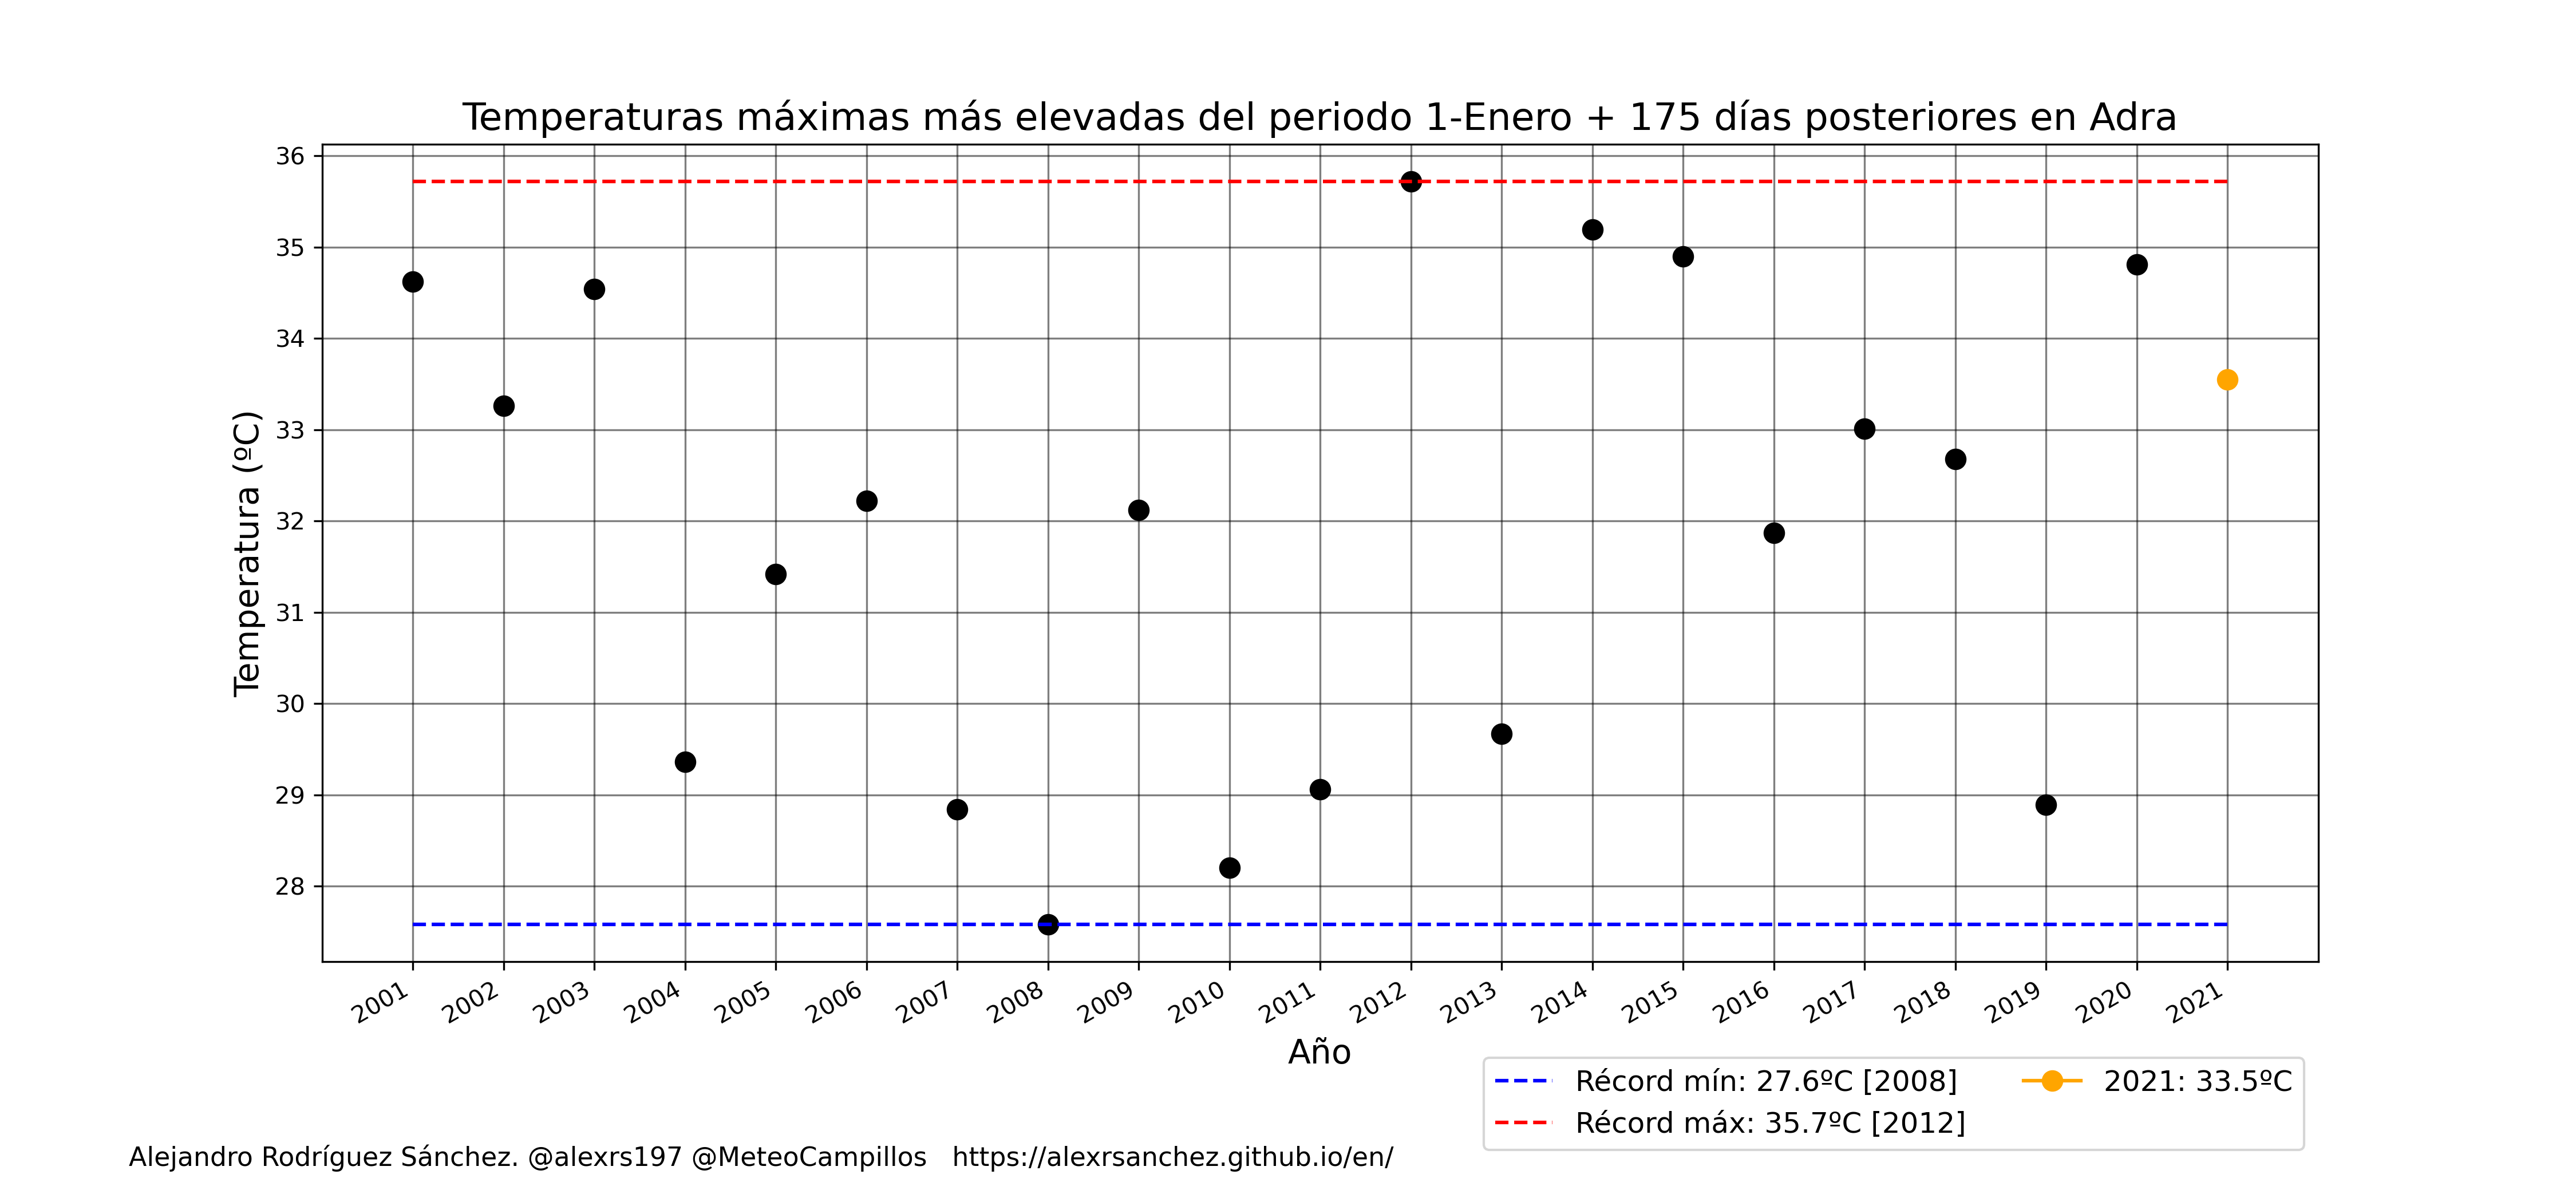 Temperaturas máximas más elevadas del periodo 1-Enero + 175 días posteriores en Adra
Temperatura (ºC)
36
35
34
33
32
31
30
29
28
2001 2002 2003 2004 2005 2006 2007 2008 2009 2010 2011 2012 2013 2014 2015 2016 2017 2018 2019 2020 2021
Año
Récord mín: 27.6ºC [2008]
Récord máx: 35.7ºC [2012]
2021: 33.5ºC
Alejandro Rodríguez Sánchez. @alexrs197 @MeteoCampillos https://alexrsanchez.github.io/en/